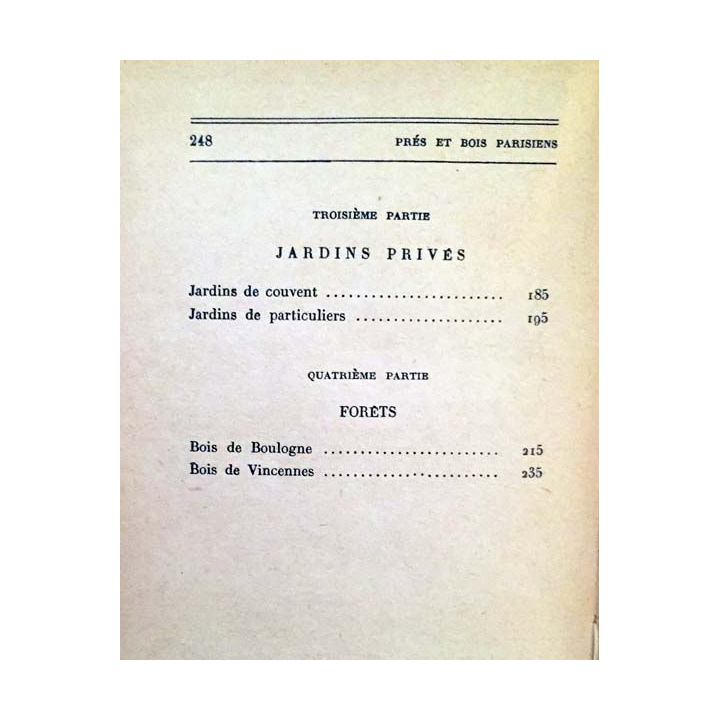 248 PRÉS ET BOIS PARISIENS
TROISIÈME PARTIE
JARDINS PRIVÉS
Jardins de couvent ........................ 185
Jardins de particuliers .................... 195
QUATRIÈME PARTIE
FORÊTS
Bois de Boulogne ........................ 215
Bois de Vincennes ........................ 235